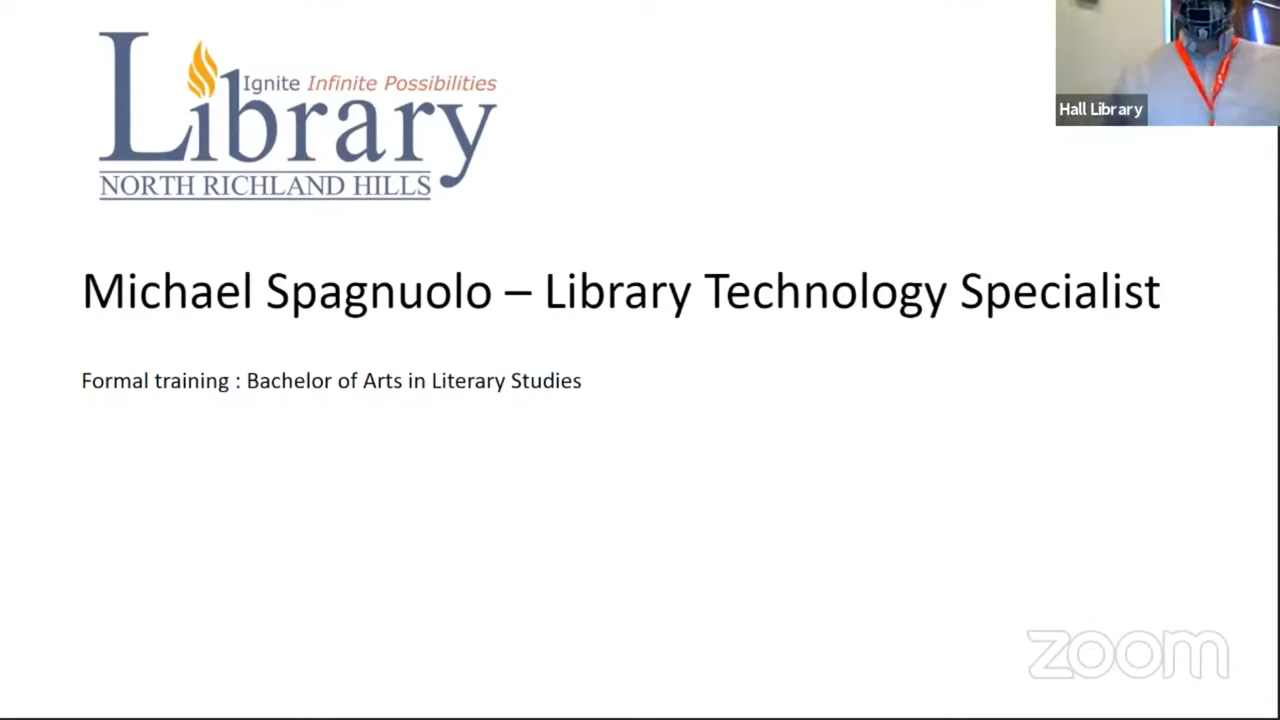 Ignite Infinite Possibilities
Library
NORTH RICHLAND HILLS
Hall Library
Michael Spagnuolo – Library Technology Specialist
Formal training : Bachelor of Arts in Literary Studies
zoom